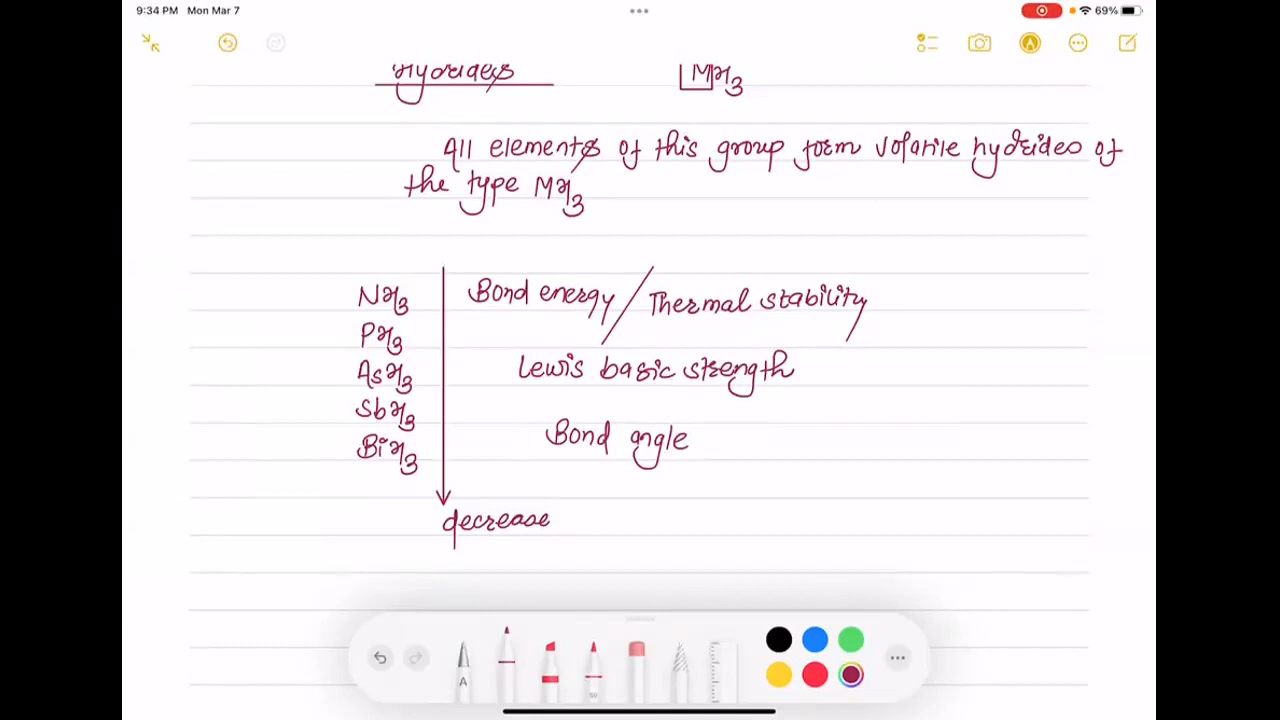 9:34 PM Mon Mar 7
69%
Hydrides MH3
All elements of this group form volatile hydrides of
the type MH3
NH3 Bond energy / Thermal stability
PH3
AsH3 Lewis basic strength
SbH3
BiH3 Bond angle
decrease
A
50